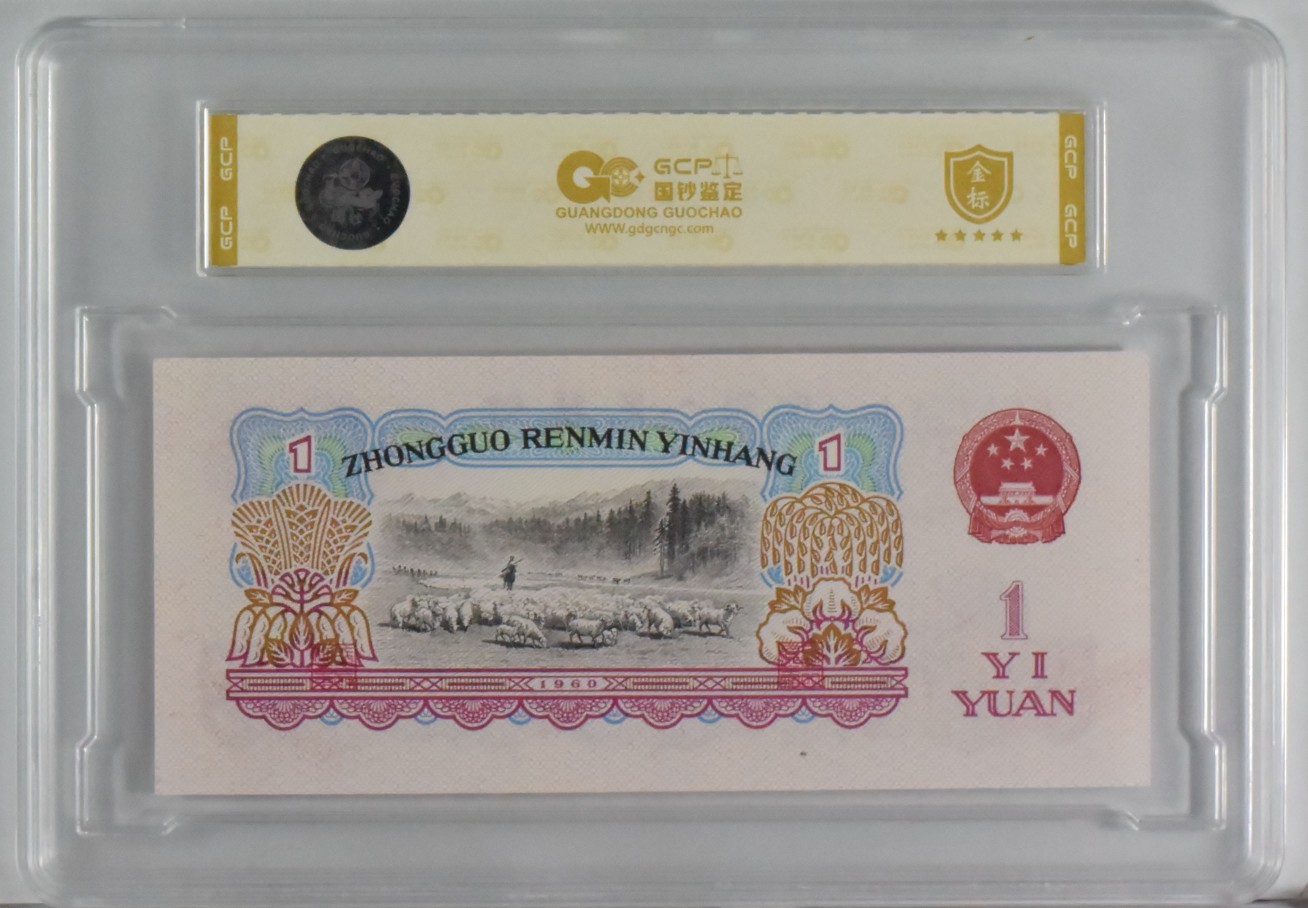 GCP GCP
GCP
国钞鉴定
GUANGDONG GUOCHAO
WWW.gdgcngc.com
金
标
GCP GCP
1
ZHONGGUO RENMIN YINHANG
1
1960
1
YI
YUAN